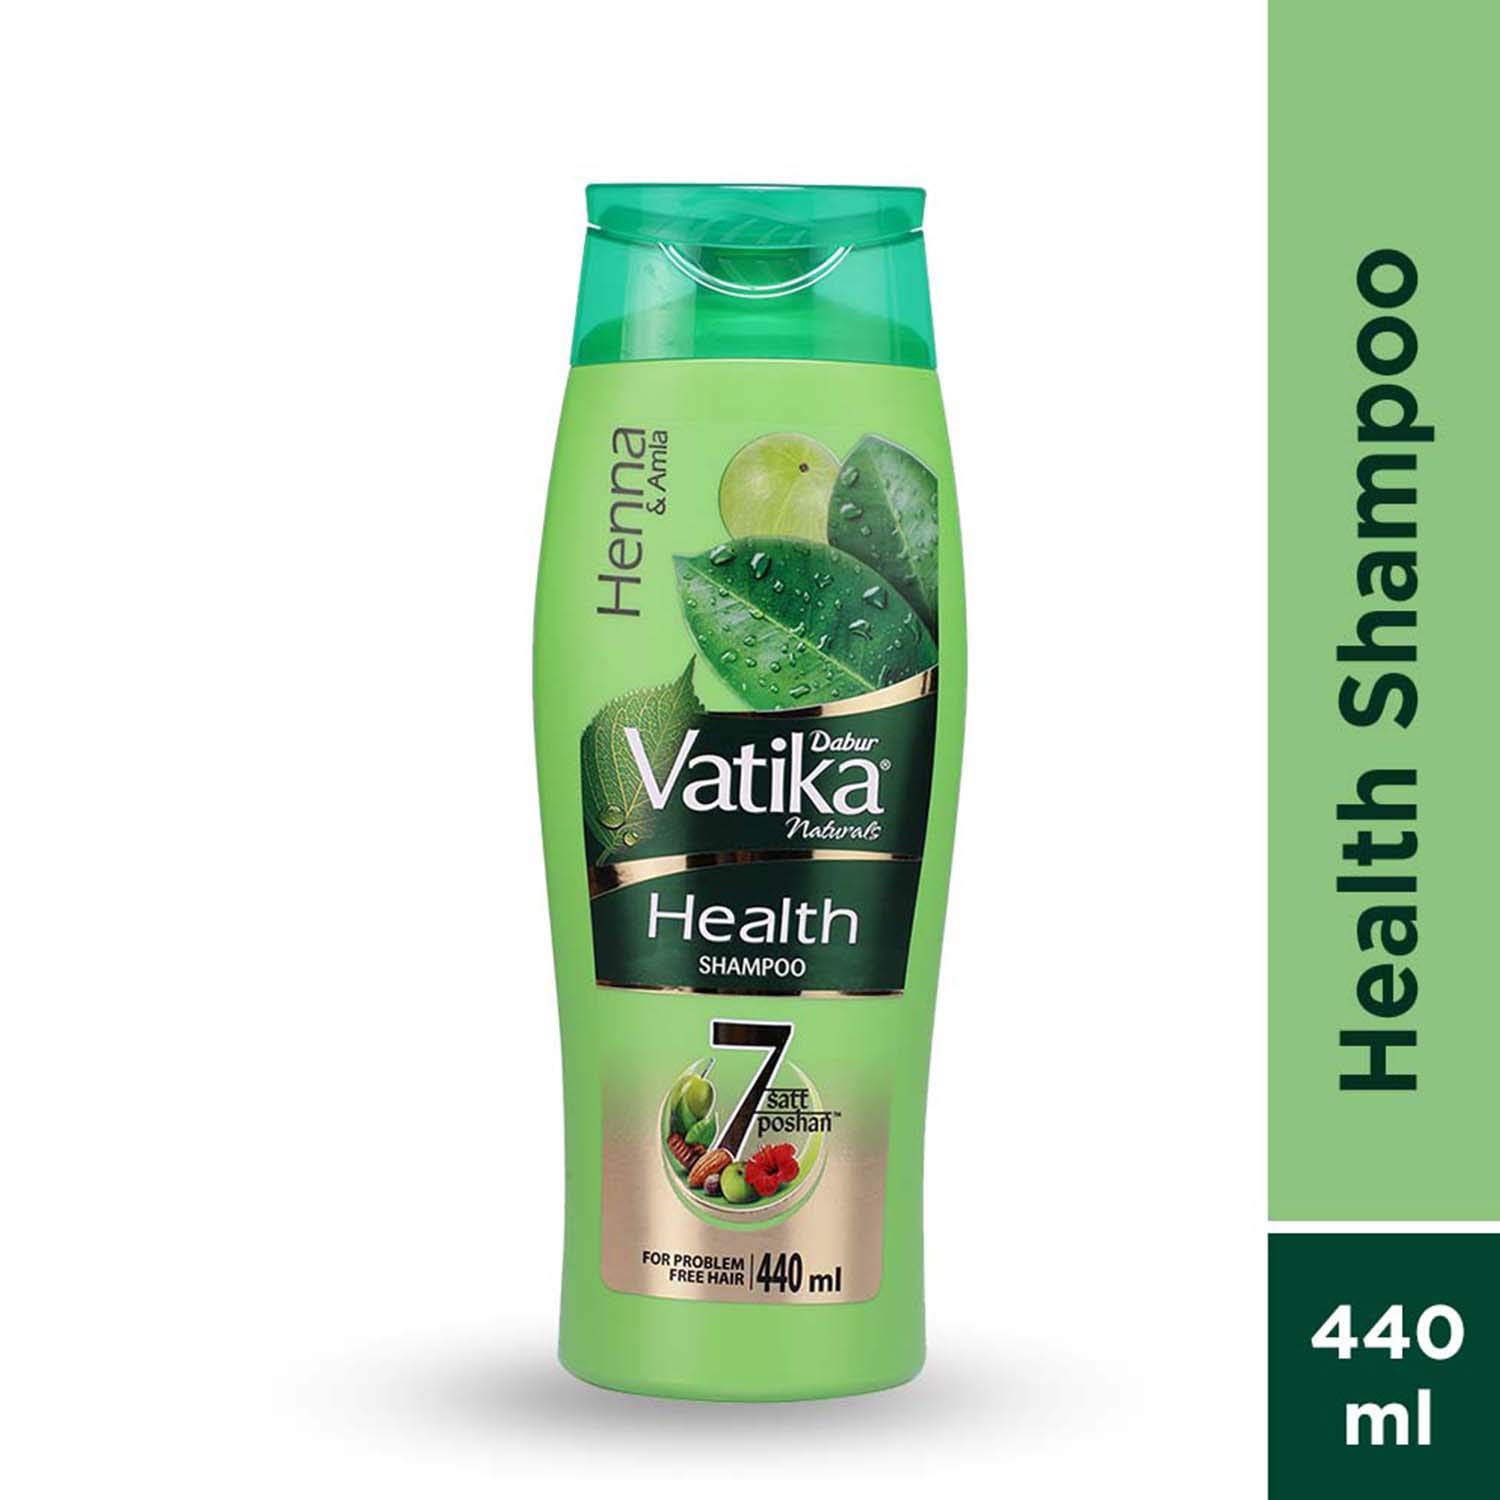 Henna
& Amla
Dabur
Vatika®
Naturals
Health
SHAMPOO
7
satt
poshan™
FOR PROBLEM
FREE HAIR
440 ml
Health Shampoo
440
ml